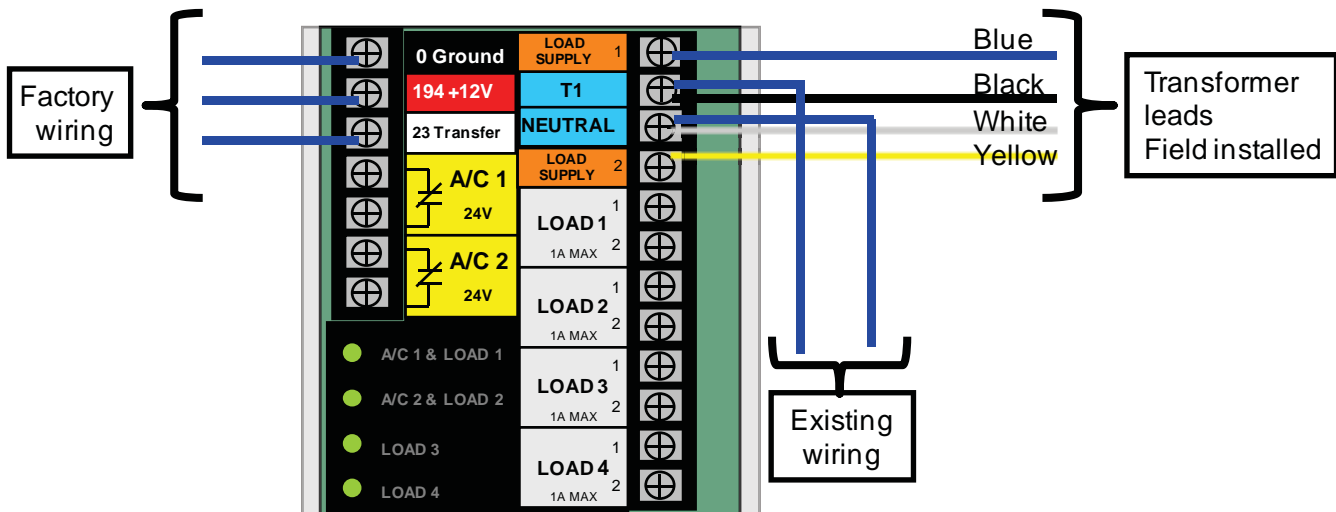 Factory
wiring
0 Ground
194 +12V
23 Transfer
A/C 1
24V
A/C 2
24V
A/C 1 & LOAD 1
A/C 2 & LOAD 2
LOAD 3
LOAD 4
LOAD
SUPPLY 1
T1
NEUTRAL
LOAD
SUPPLY 2
LOAD 1
1
2
1A MAX
LOAD 2
1
2
1A MAX
LOAD 3
1
2
1A MAX
LOAD 4
1
2
1A MAX
Blue
Black
White
Yellow
Transformer
leads
Field installed
Existing
wiring